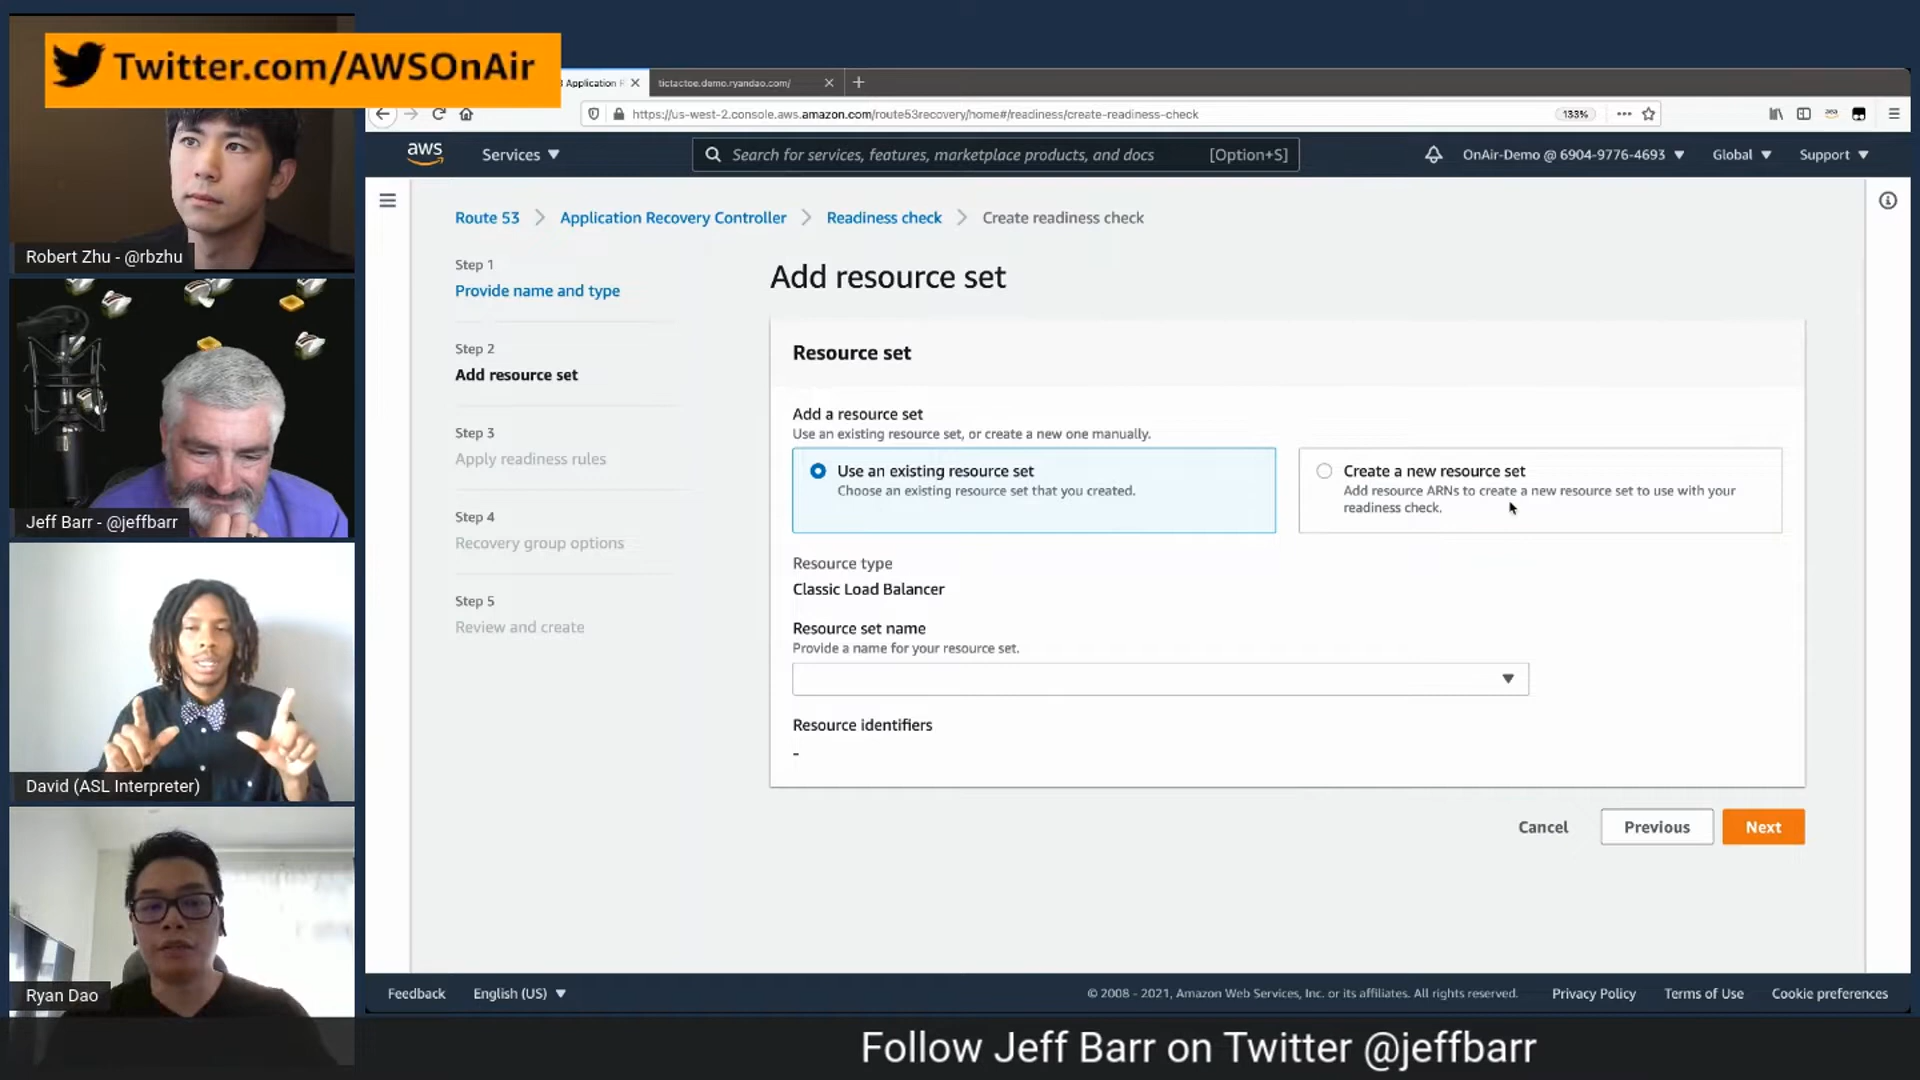 Twitter.com/AWSOnAir
Robert Zhu - @rbzhu
Jeff Barr - @jeffbarr
David (ASL Interpreter)
Ryan Dao
3 Application
tictactoe.demo.ryandao.com/
https://us-west-2.console.aws.amazon.com/route53recovery/home#/readiness/create-readiness-check
133%
aws
Services
Search for services, features, marketplace products, and docs
[Option+S]
OnAir-Demo @ 6904-9776-4693
Global
Support
Route 53
Application Recovery Controller
Readiness check
Create readiness check
Step 1
Provide name and type
Step 2
Add resource set
Step 3
Apply readiness rules
Step 4
Recovery group options
Step 5
Review and create
Add resource set
Resource set
Add a resource set
Use an existing resource set, or create a new one manually.
Use an existing resource set
Choose an existing resource set that you created.
Create a new resource set
Add resource ARNs to create a new resource set to use with your
readiness check.
Resource type
Classic Load Balancer
Resource set name
Provide a name for your resource set.
Resource identifiers
-
Cancel
Previous
Next
Feedback
English (US)
© 2008 - 2021, Amazon Web Services, Inc. or its affiliates. All rights reserved.
Privacy Policy
Terms of Use
Cookie preferences
Follow Jeff Barr on Twitter @jeffbarr